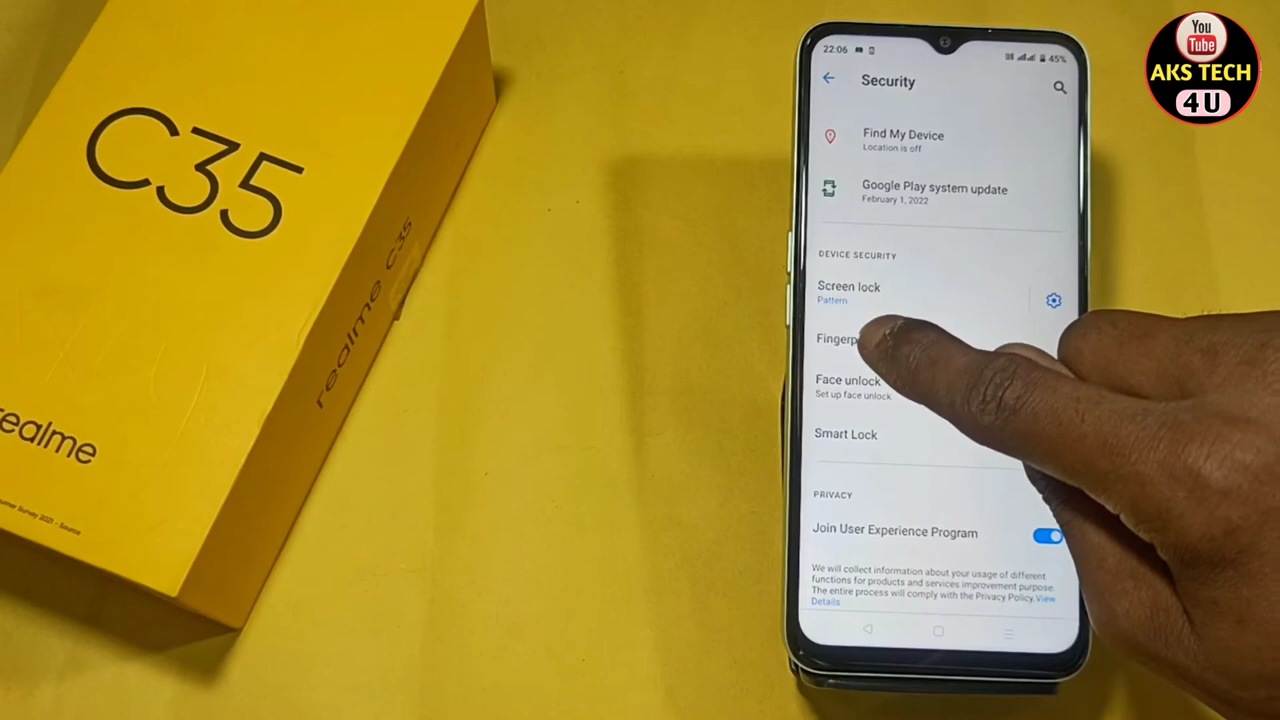 C35
realme C35
realme
You
Tube
AKS TECH
4U
22:06
45%
Security
Find My Device
Location is off
Google Play system update
February 1, 2022
DEVICE SECURITY
Screen lock
Pattern
Fingerp
Face unlock
Set up face unlock
Smart Lock
PRIVACY
Join User Experience Program
We will collect information about your usage of different
functions for products and services improvement purpose.
The entire process will comply with the Privacy Policy.View
Details